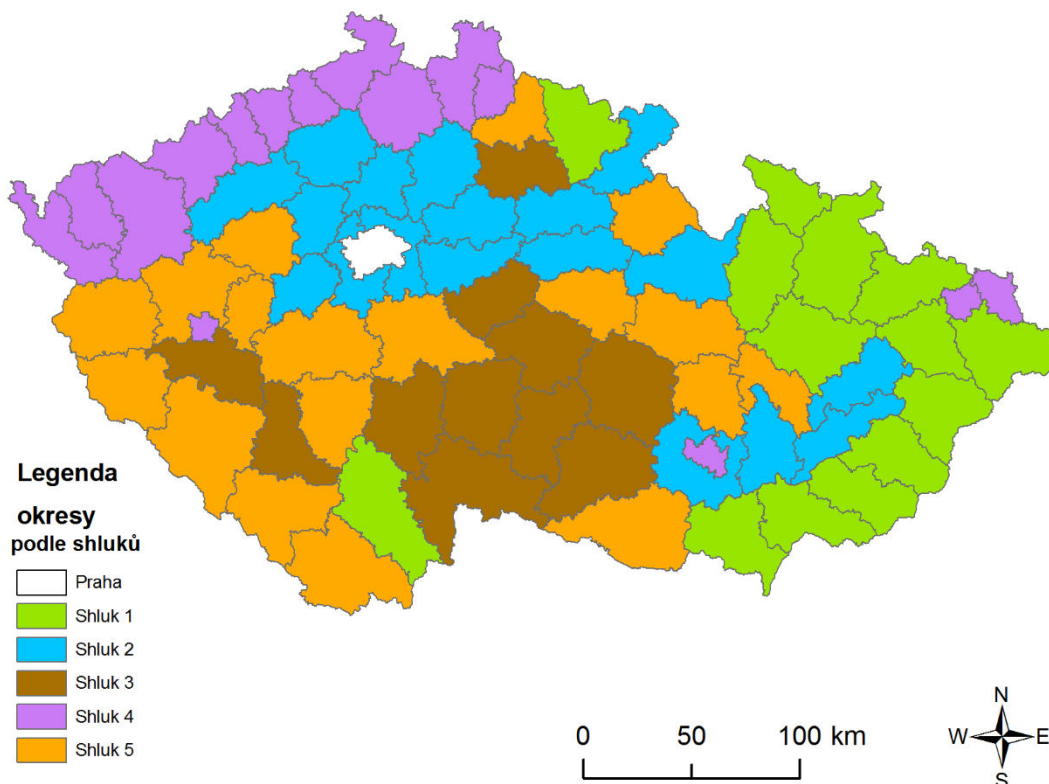 Legenda
okresy
podle shluků
Praha
Shluk 1
Shluk 2
Shluk 3
Shluk 4
Shluk 5
0 50 100 km
N
W E
S